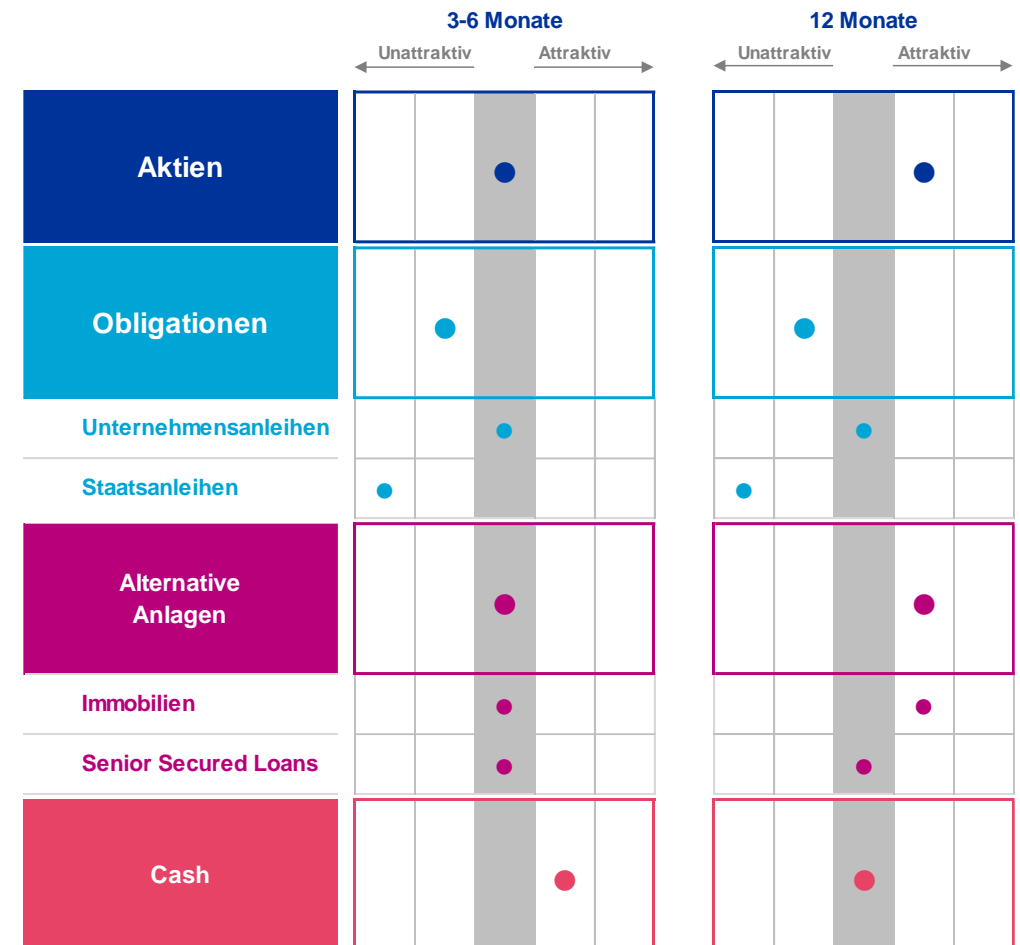 3-6 Monate
12 Monate
Unattraktiv
Attraktiv
Unattraktiv
Attraktiv
Aktien
Obligationen
Unternehmensanleihen
Staatsanleihen
Alternative
Anlagen
Immobilien
Senior Secured Loans
Cash